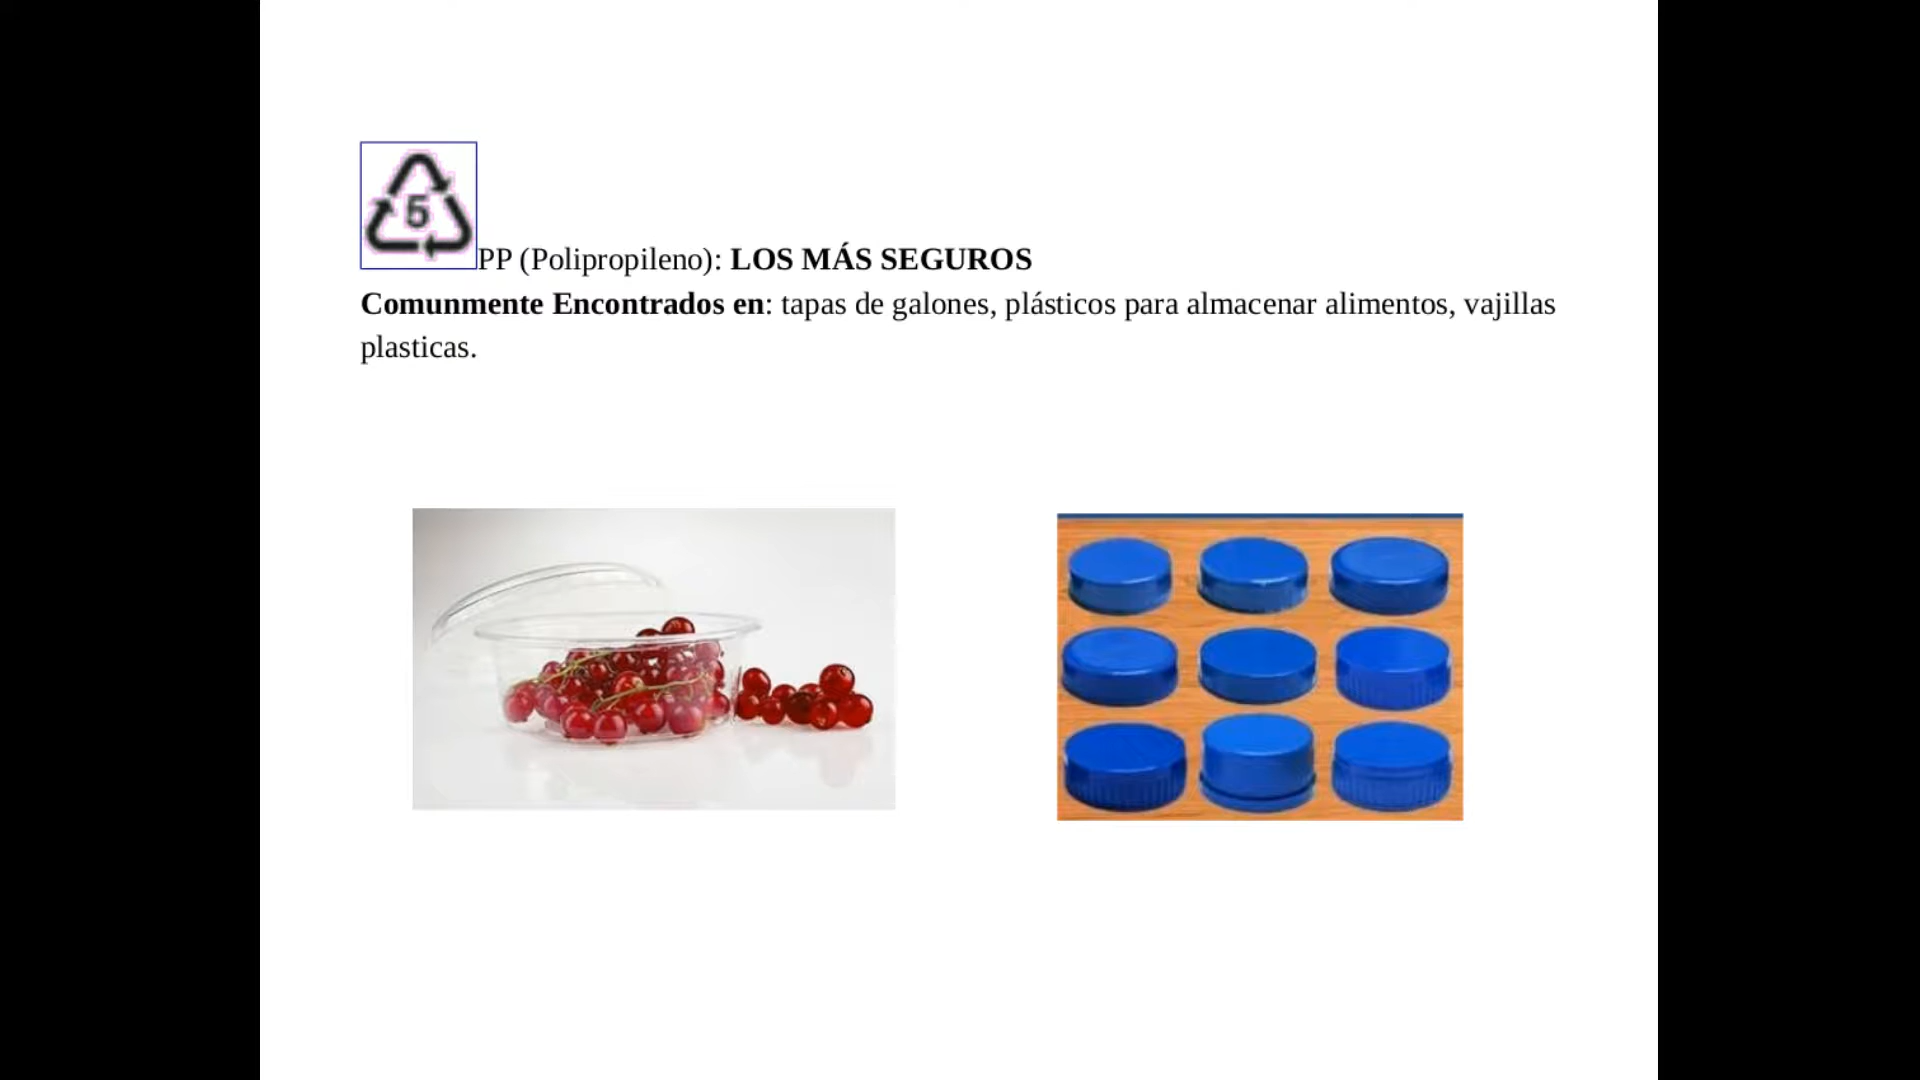 5
PP (Polipropileno): LOS MÁS SEGUROS
Comunmente Encontrados en: tapas de galones, plásticos para almacenar alimentos, vajillas
plasticas.